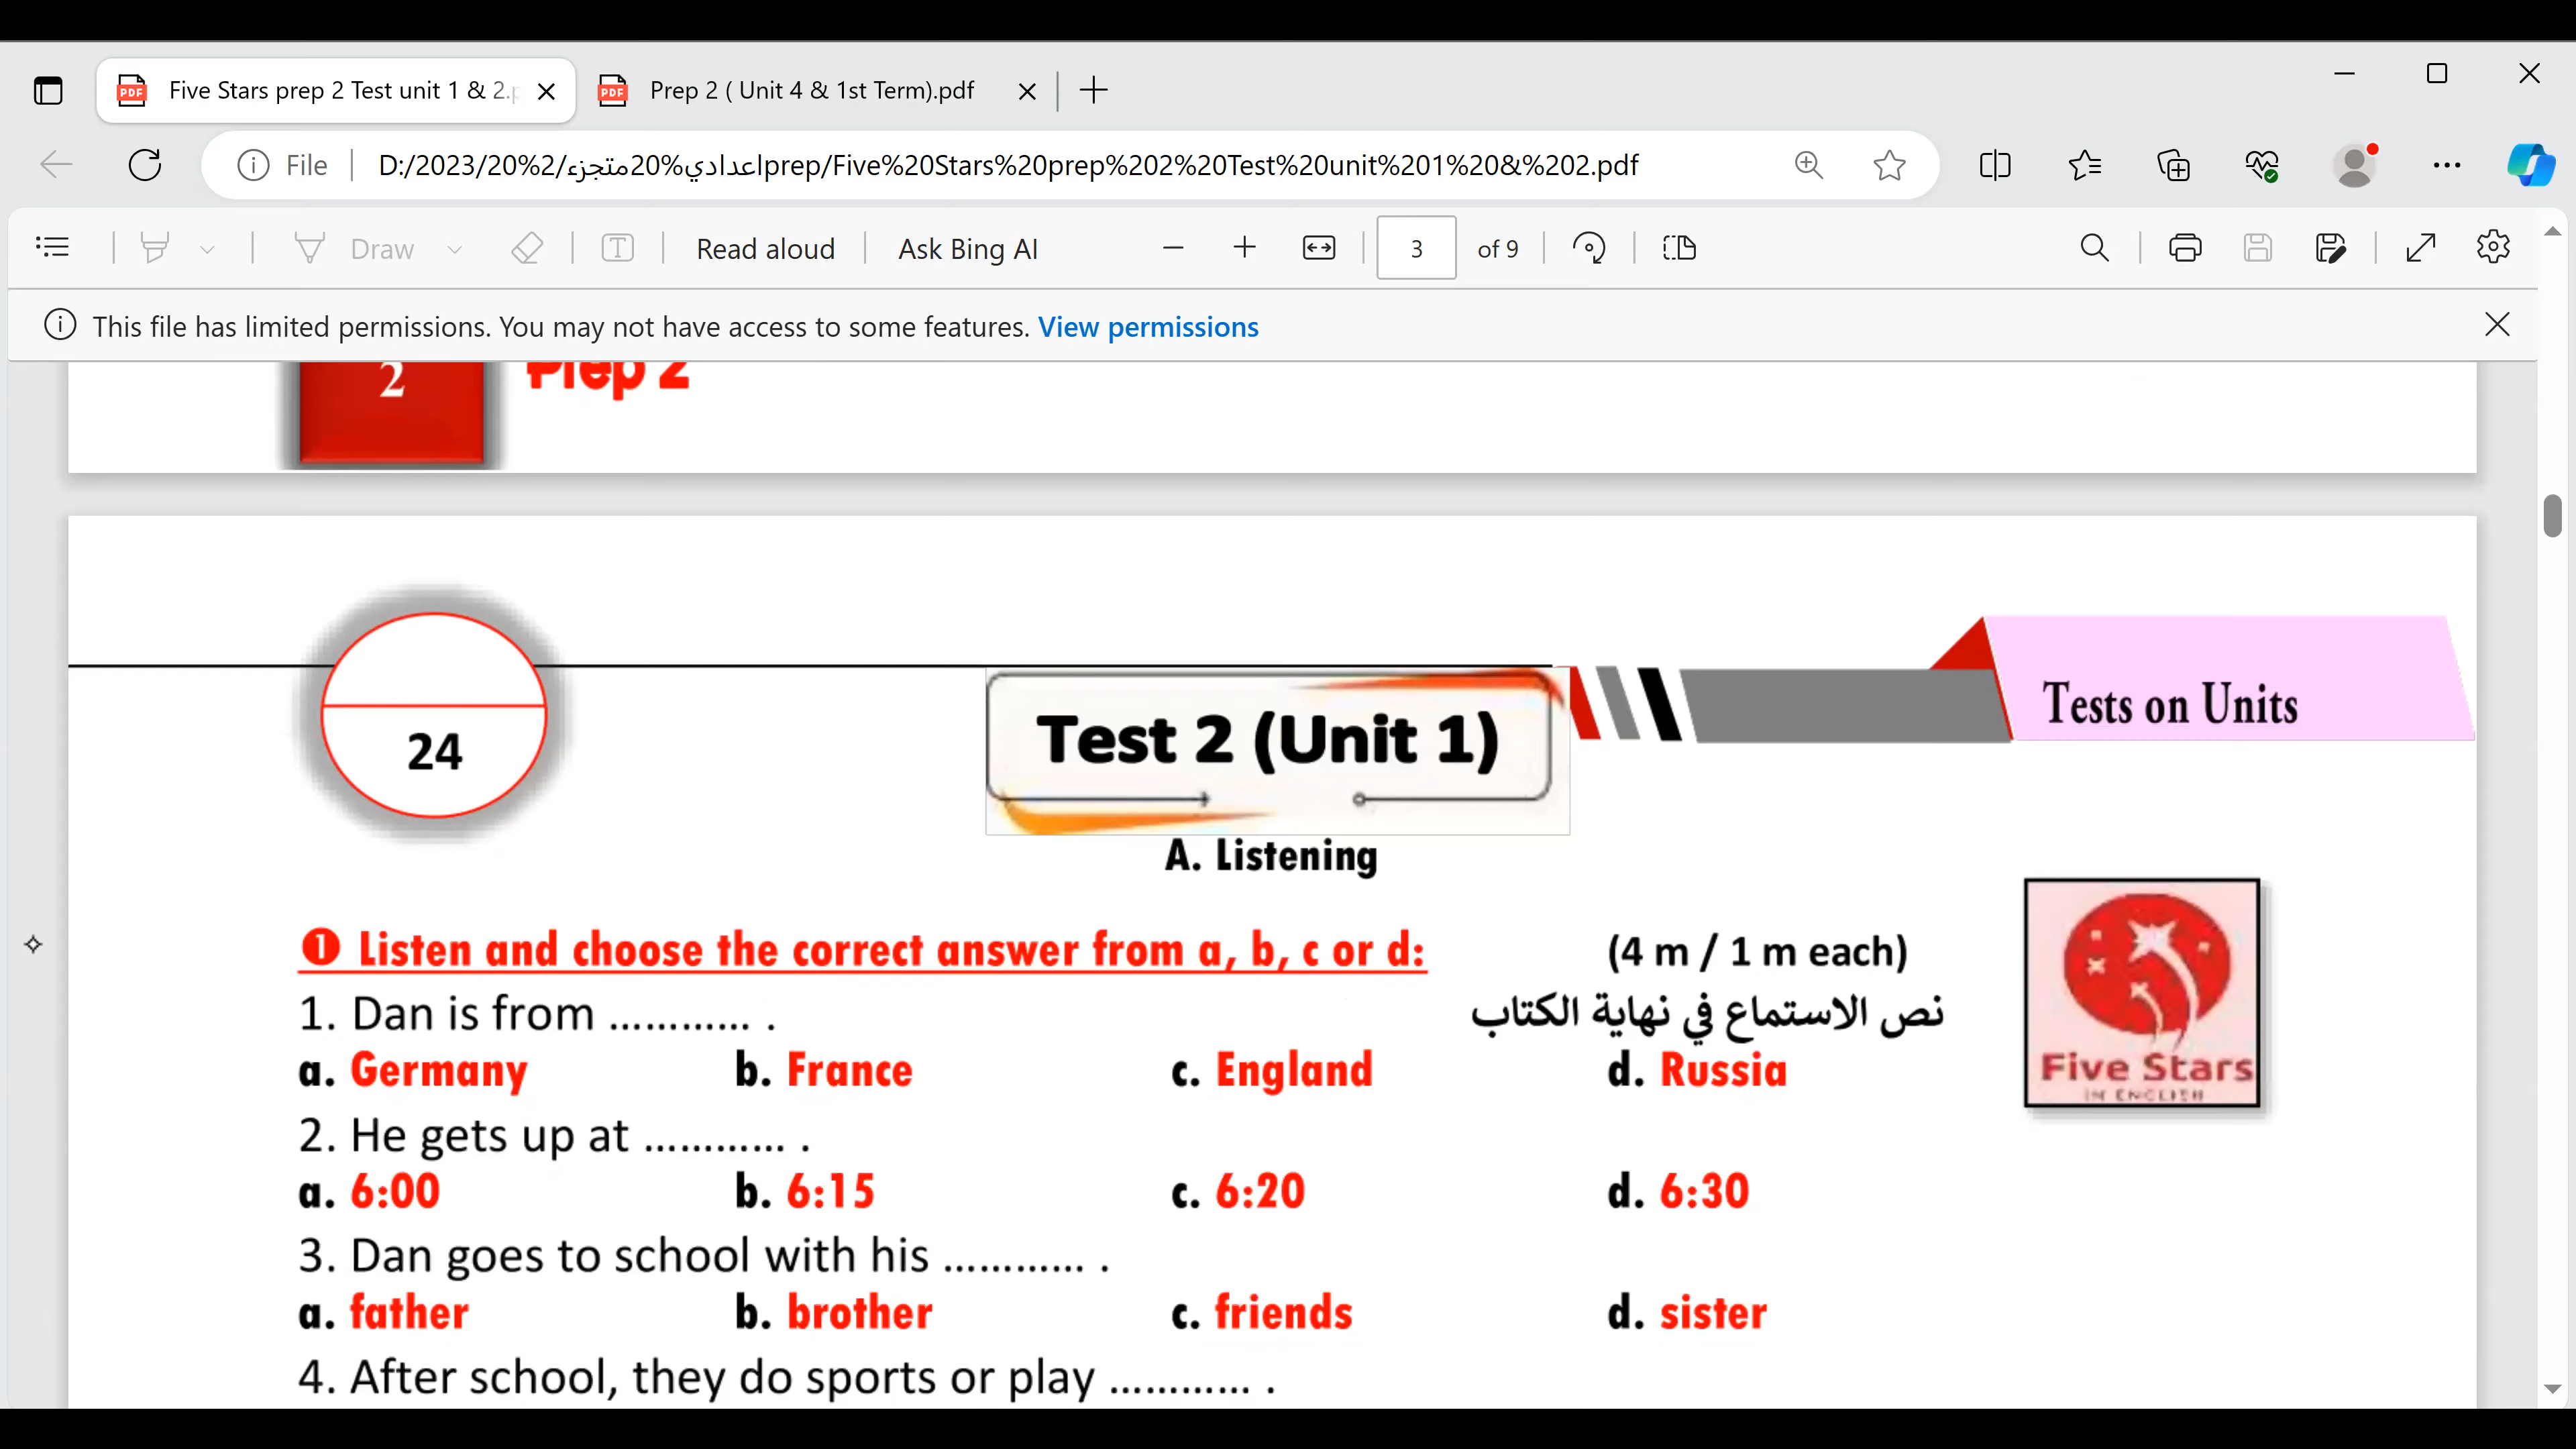 Five Stars prep 2 Test unit 1 & 2.p
Prep 2 ( Unit 4 & 1st Term).pdf
File
D:/2023/20%2/اعدادي%20متجزء/prep/Five%20Stars%20prep%202%20Test%20unit%201%20&%202.pdf
Draw
Read aloud
Ask Bing AI
3 of 9
This file has limited permissions. You may not have access to some features. View permissions
2
Prep 2
24
Test 2 (Unit 1)
Tests on Units
A. Listening
❶ Listen and choose the correct answer from a, b, c or d: (4 m / 1 m each)
1. Dan is from ............ . نص الاستماع في نهاية الكتاب
a. Germany b. France c. England d. Russia
Five Stars
IN ENGLISH
2. He gets up at ............ .
a. 6:00 b. 6:15 c. 6:20 d. 6:30
3. Dan goes to school with his ............ .
a. father b. brother c. friends d. sister
4. After school, they do sports or play ............ .